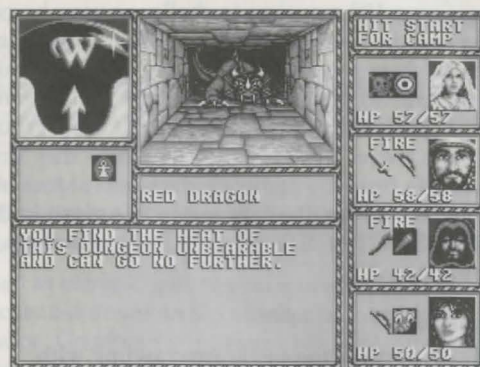 W
RED DRAGON
YOU FIND THE HEAT OF
THIS DUNGEON UNBEARABLE
AND CAN GO NO FURTHER.
HIT START
FOR CAMP
HP 57/57
FIRE
HP 58/58
FIRE
HP 42/42
HP 50/50